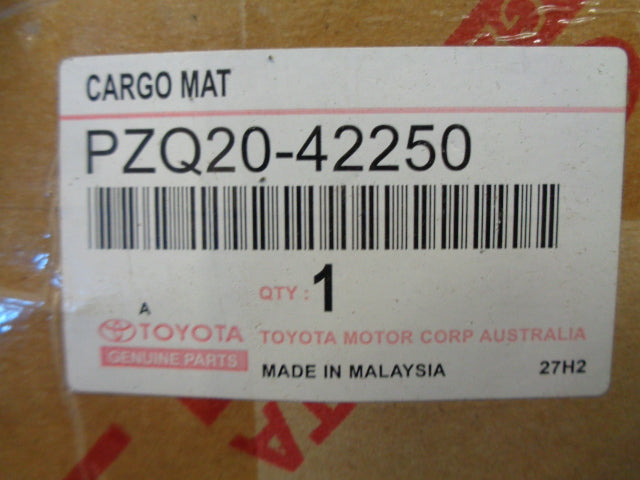 CARGO MAT
PZQ20-42250
QTY : 1
A
TOYOTA
GENUINE PARTS
TOYOTA MOTOR CORP AUSTRALIA
MADE IN MALAYSIA
27H2